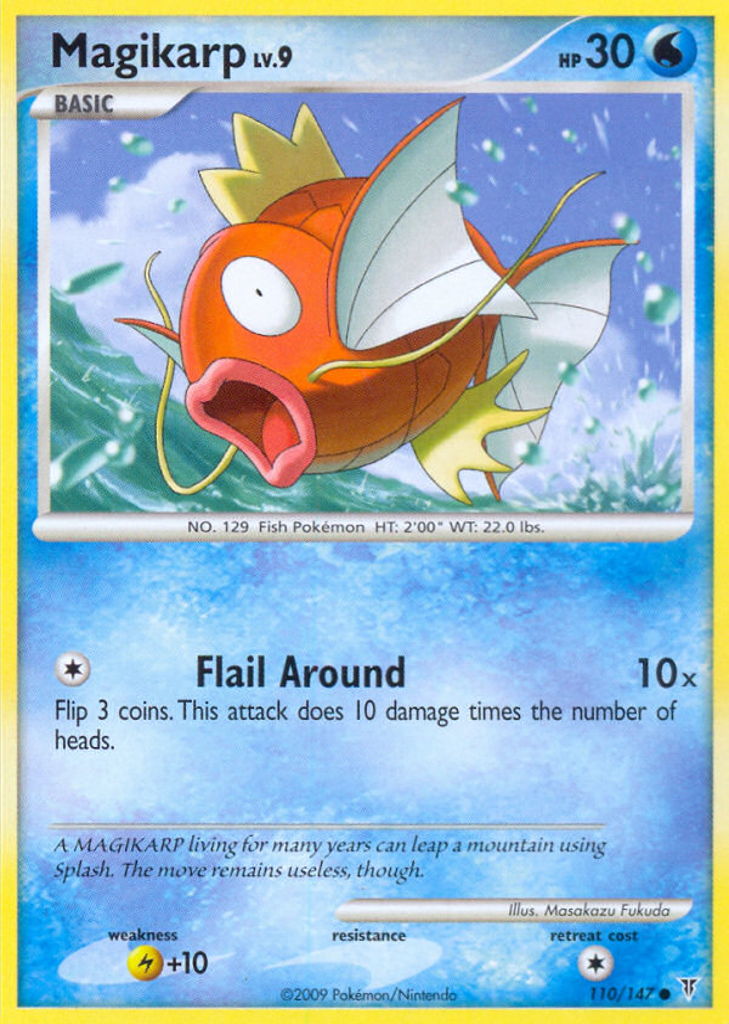 Magikarp LV.9
HP 30
BASIC
NO. 129 Fish Pokémon HT: 2'00" WT: 22.0 lbs.
Flail Around 10x
Flip 3 coins. This attack does 10 damage times the number of
heads.
A MAGIKARP living for many years can leap a mountain using
Splash. The move remains useless, though.
Illus. Masakazu Fukuda
weakness resistance retreat cost
+10
©2009 Pokémon/Nintendo 110/147